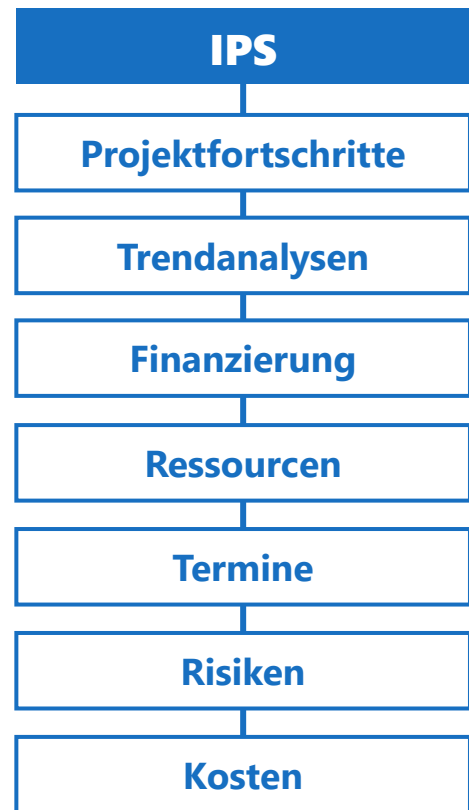 IPS
Projektfortschritte
Trendanalysen
Finanzierung
Ressourcen
Termine
Risiken
Kosten